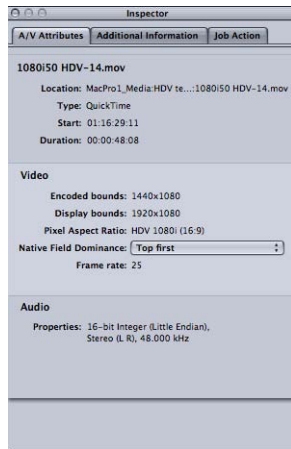 Inspector
A/V Attributes Additional Information Job Action
1080i50 HDV-14.mov
Location: MacPro1_Media:HDV te...:1080i50 HDV-14.mov
Type: QuickTime
Start: 01:16:29:11
Duration: 00:00:48:08
Video
Encoded bounds: 1440x1080
Display bounds: 1920x1080
Pixel Aspect Ratio: HDV 1080i (16:9)
Native Field Dominance: Top first
Frame rate: 25
Audio
Properties: 16-bit Integer (Little Endian),
Stereo (L R), 48.000 kHz